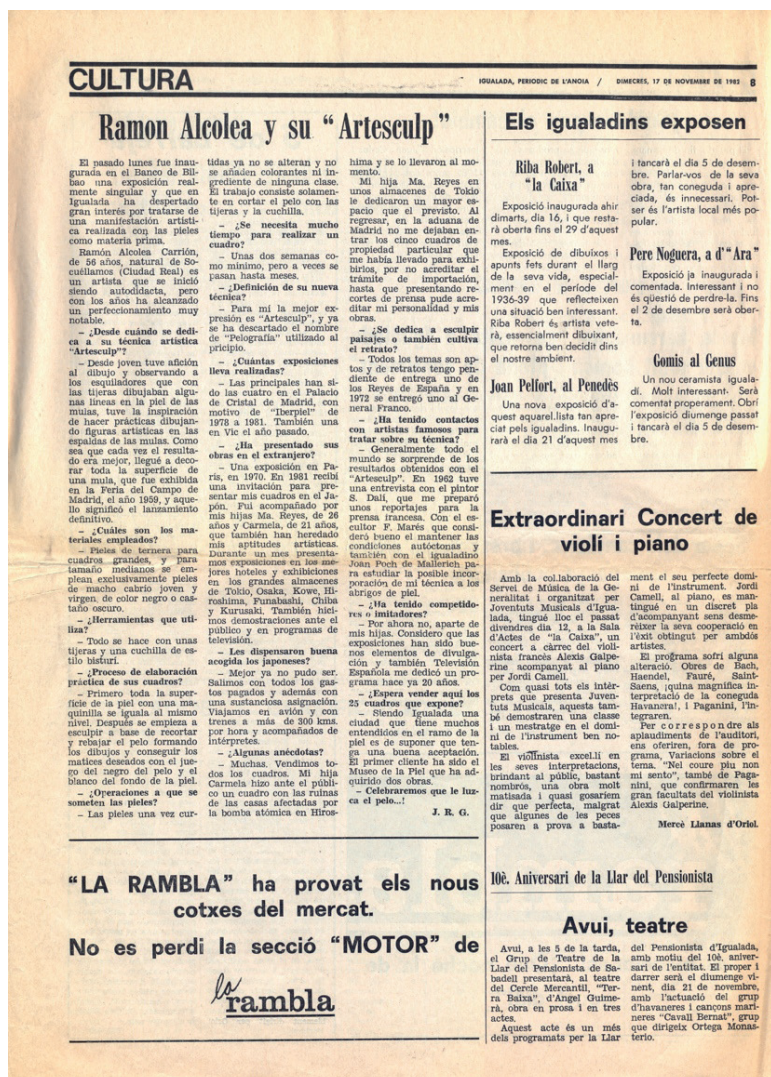 CULTURA
IGUALADA, PERIODIC DE L'ANOIA / DIMECRES, 17 DE NOVEMBRE DE 1982 8
Ramon Alcolea y su "Artesculp"
El pasado lunes fue inau-
gurada en el Banco de Bil-
bao una exposición real-
mente singular y que en
Igualada ha despertado
gran interés por tratarse de
una manifestación artísti-
ca realizada con las pieles
como materia prima.
Ramón Alcolea Carrión,
de 56 años, natural de So-
cuéllamos (Ciudad Real) es
un artista que se inició
siendo autodidacta, pero
con los años ha alcanzado
un perfeccionamiento muy
notable.
– ¿Desde cuándo se dedi-
ca a su técnica artística
"Artesculp"?
– Desde joven tuve afición
al dibujo y observando a
los esquiladores que con
las tijeras dibujaban algu-
nas líneas en la piel de las
mulas, tuve la inspiración
de hacer prácticas dibujan-
do figuras artísticas en las
espaldas de las mulas. Como
sea que cada vez el resulta-
do era mejor, llegué a deco-
rar toda la superficie de
una mula, que fue exhibida
en la Feria del Campo de
Madrid, el año 1959, y aque-
llo significó el lanzamiento
definitivo.
– ¿Cuáles son los ma-
teriales empleados?
– Pieles de ternera para
cuadros grandes, y para
tamaño medianos se em-
plean exclusivamente pieles
de macho cabrío joven y
virgen de color negro o cas-
taño oscuro.
– ¿Herramientas que uti-
liza?
– Todo se hace con unas
tijeras y una cuchilla de es-
tilo bisturí.
– ¿Proceso de elaboración
práctica de sus cuadros?
– Primero toda la super-
ficie de la piel con una ma-
quinilla se iguala al mismo
nivel. Después se empieza a
esculpir a base de recortar
y rebajar el pelo formando
los dibujos y conseguir los
matices deseados con el jue-
go del negro del pelo y el
blanco del fondo de la piel.
– ¿Operaciones a que se
someten las pieles?
– Las pieles una vez cur-
tidas ya no se alteran y no
se añaden colorantes ni in-
grediente de ninguna clase.
El trabajo consiste solamen-
te en cortar el pelo con las
tijeras y la cuchilla.
– ¿Se necesita mucho
tiempo para realizar un
cuadro?
– Unas dos semanas co-
mo mínimo, pero a veces se
pasan hasta meses.
– ¿Definición de su nueva
técnica?
– Para mi la mejor ex-
presión es "Artesculp", y ya
se ha descartado el nombre
de "Pelografía" utilizado al
pricipio.
– ¿Cuántas exposiciones
lleva realizadas?
– Las principales han si-
do las cuatro en el Palacio
de Cristal de Madrid, con
motivo de "Iberpiel" de
1978 a 1981. También una
en Vic el año pasado.
– ¿Ha presentado sus
obras en el extranjero?
– Una exposición en Pa-
rís, en 1970. En 1981 recibí
una invitación para pre-
sentar mis cuadros en el Ja-
pón. Fui acompañado por
mis hijas Ma. Reyes, de 26
años y Carmela, de 21 años,
que también han heredado
mis aptitudes artísticas.
Durante un mes presenta-
mos exposiciones en los me-
jores hoteles y exhibiciones
en los grandes almacenes
de Tokio, Osaka, Kowe, Hi-
roshima, Funabashi, Chiba
y Kurusaki. También hici-
mos demostraciones ante el
público y en programas de
televisión.
– Les dispensaron buena
acogida los japoneses?
– Mejor ya no pudo ser.
Salimos con todos los gas-
tos pagados y además con
una sustanciosa asignación.
Viajamos en avión y con
trenes a más de 300 kms.
por hora y acompañados de
intérpretes.
– ¿Algunas anécdotas?
– Muchas. Vendimos to-
dos los cuadros. Mi hija
Carmela hizo ante el públi-
co un cuadro con las ruinas
de las casas afectadas por
la bomba atómica en Hiros-
hima y se lo llevaron al mo-
mento.
Mi hija Ma. Reyes en
unos almacenes de Tokio
le dedicaron un mayor es-
pacio que el previsto. Al
regresar, en la aduana de
Madrid no me dejaban en-
trar los cinco cuadros de
propiedad particular que
me había llevado para exhi-
birlos, por no acreditar el
trámite de importación,
hasta que presentando re-
cortes de prensa pude acre-
ditar mi personalidad y mis
obras.
– ¿Se dedica a esculpir
paisajes o también cultiva
el retrato?
– Todos los temas son ap-
tos y de retratos tengo pen-
diente de entrega uno de
los Reyes de España y en
1972 se entregó uno al Ge-
neral Franco.
– ¿Ha tenido contactos
con artistas famosos para
tratar sobre su técnica?
– Generalmente todo el
mundo se sorprende de los
resultados obtenidos con el
"Artesculp". En 1962 tuve
una entrevista con el pintor
S. Dalí, que me preparó
unos reportajes para la
prensa francesa. Con el es-
cultor P. Marés que consi-
deró bueno el mantener las
condiciones autóctonas y
también con el igualadino
Joan Poch de Mallerich pa-
ra estudiar la posible incor-
poración de mi técnica a los
abrigos de piel.
– ¿Ha tenido competido-
res o imitadores?
– Por ahora no, aparte de
mis hijas. Considero que las
exposiciones han sido bue-
nos elementos de divulga-
ción y también Televisión
Española me dedicó un pro-
grama hace ya 20 años.
– ¿Espera vender aquí los
25 cuadros que expone?
– Siendo Igualada una
ciudad que tiene muchos
entendidos en el ramo de la
piel es de suponer que ten-
ga una buena aceptación.
El primer cliente ha sido el
Museo de la Piel que ha ad-
quirido dos obras.
– Celebraremos que le luz-
ca el pelo...!
J. R. G.
Els igualadins exposen
Riba Robert, a
"la Caixa"
Exposició inaugurada ahir
dimarts, dia 16, i que resta-
rà oberta fins el 29 d'aquest
mes.
Exposició de dibuixos i
apunts fets durant el llarg
de la seva vida, especial-
ment en el període del
1936-39 que reflecteixen
una situació ben interessant.
Riba Robert és artista vete-
rà, essencialment dibuixant,
que retorna ben decidit dins
el nostre ambient.
Joan Pelfort, al Penedès
Una nova exposició d'a-
quest aquarel.lista tan apre-
ciat pels igualadins. Inaugu-
rarà el dia 21 d'aquest mes
i tancarà el dia 5 de desem-
bre. Parlar-vos de la seva
obra, tan coneguda i apre-
ciada, és innecessari. Pot-
ser és l'artista local més po-
pular.
Pere Noguera, a d'"Ara"
Exposició ja inaugurada i
comentada. Interessant i no
és qüestió de perdre-la. Fins
el 2 de desembre serà ober-
ta.
Gomis al Genus
Un nou ceramista iguala-
dí. Molt interessant. Serà
comentat properament. Obrí
l'exposició diumenge passat
i tancarà el dia 5 de desem-
bre.
Extraordinari Concert de
violí i piano
Amb la col.laboració del
Servei de Música de la Ge-
neralitat i organitzat per
Joventuts Musicals d'Igua-
lada, tingué lloc el passat
divendres dia 12, a la Sala
d'Actes de "la Caixa", un
concert a càrrec del violi-
nista francès Alexis Galpe-
rine acompanyat al piano
per Jordi Camell.
Com quasi tots els intèr-
prets que presenta Joven-
tuts Musicals, aquests tam-
bé demostraren una classe
i un mestratge en el domi-
ni de l'instrument ben no-
tables.
El violinista excel.lí en
les seves interpretacions,
brindant al públic, bastant
nombrós, una obra molt
matisada i quasi gosariem
dir que perfecta, malgrat
que algunes de les peces
posaren a prova a basta-
ment el seu perfecte domi-
ni de l'instrument. Jordi
Camell, al piano, es man-
tingué en un discret pla
d'acompanyant sens desme-
rèixer la seva cooperació en
l'èxit obtingut per ambdós
artistes.
El programa sofrí alguna
alteració. Obres de Bach,
Haendel, Fauré, Saint-
Saens, ¡quina magnífica in-
terpretació de la coneguda
Havanera!, i Paganini, l'in-
tegraren.
Per correspondre als
aplaudiments de l'auditori,
ens oferiren, fora de pro-
grama, Variacions sobre el
tema. "Nel coure piu non
mi sento", també de Paga-
nini, que confirmaren les
gran facultats del violinista
Alexis Galperine.
Mercè Llanas d'Oriol.
"LA RAMBLA" ha provat els nous
cotxes del mercat.
No es perdi la secció "MOTOR" de
la
rambla
10è. Aniversari de la Llar del Pensionista
Avui, teatre
Avui, a les 5 de la tarda,
el Grup de Teatre de la
Llar del Pensionista de Sa-
badell presentarà, al teatre
del Cercle Mercantil, "Ter-
ra Baixa", d'Angel Guime-
rà, obra en prosa i en tres
actes.
Aquest acte és un més
dels programats per la Llar
del Pensionista d'Igualada,
amb motiu del 10è, aniver-
sari de l'entitat. El proper i
darrer serà el diumenge vi-
nent, dia 21 de novembre,
amb l'actuació del grup
d'havaneres i cançons mari-
neres "Cavall Bernat", grup
que dirigeix Ortega Monas-
terio.